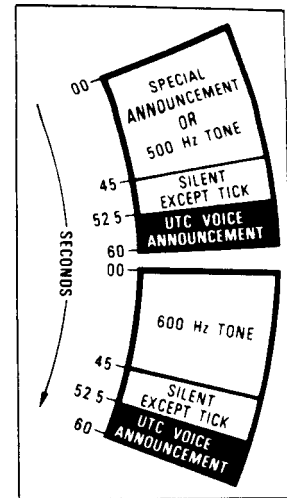 00
SPECIAL
ANNOUNCEMENT
OR
500 Hz TONE
45
SILENT
EXCEPT TICK
52 5
UTC VOICE
ANNOUNCEMENT
60
00
SECONDS
600 Hz TONE
45
SILENT
EXCEPT TICK
52 5
UTC VOICE
ANNOUNCEMENT
60